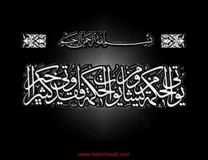 بسم الله الرحمن الرحيم
يؤتي الحكمة من يشاء ومن يؤت الحكمة فقد أوتي خيرا كثيرا